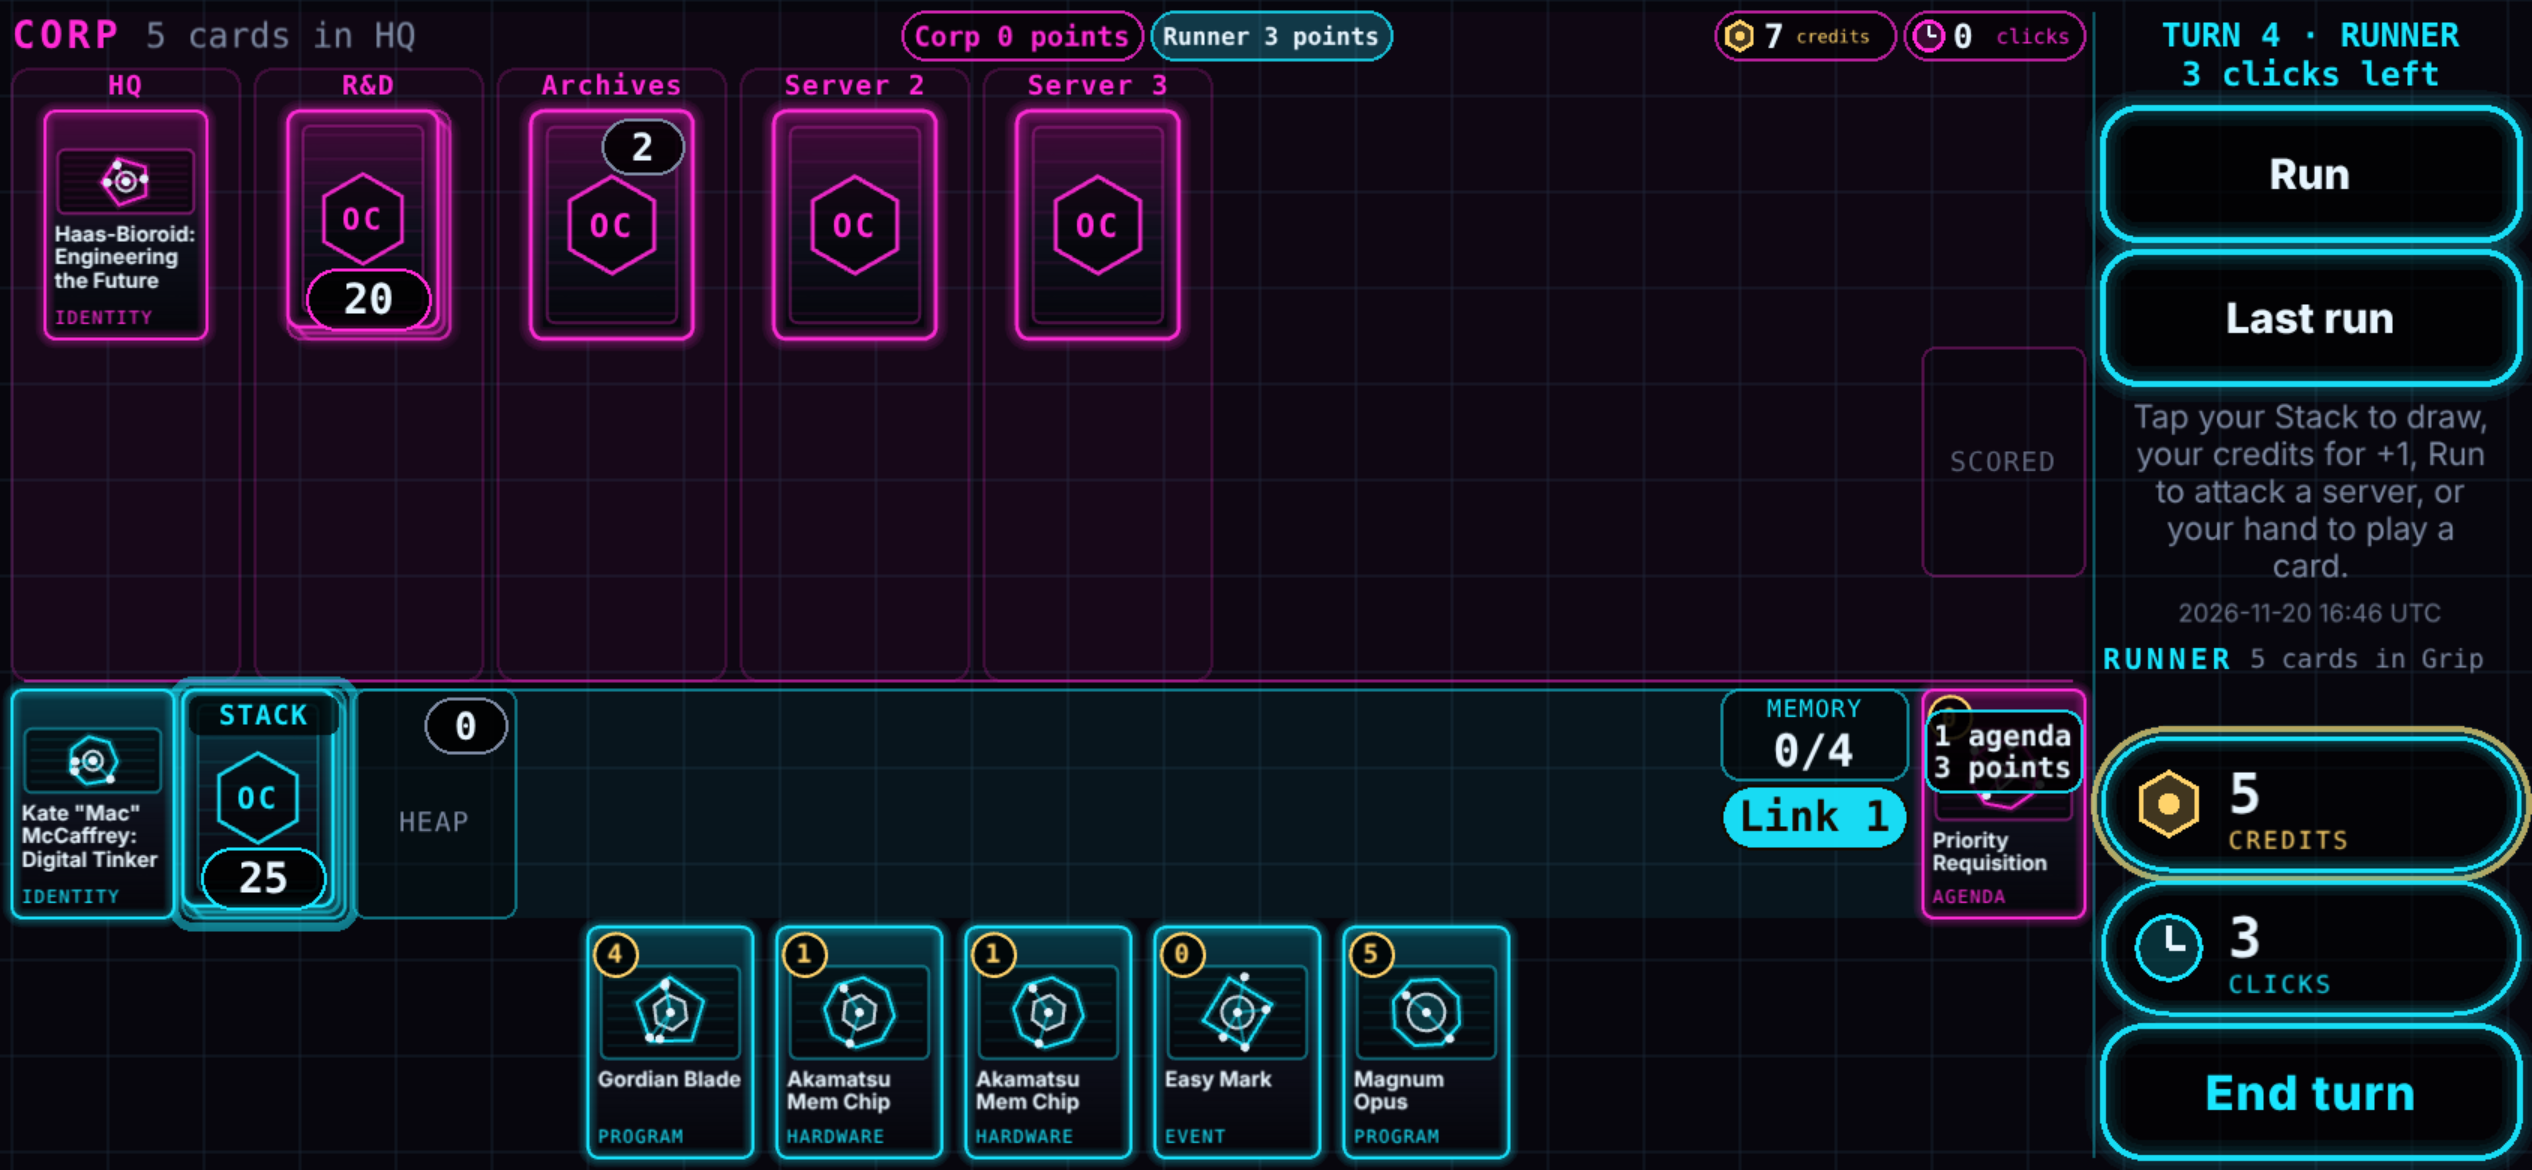 CORP 5 cards in HQ
Corp 0 points
Runner 3 points
7 credits
0 clicks
HQ
R&D
Archives
Server 2
Server 3
Haas-Bioroid:
Engineering
the Future
IDENTITY
OC
20
2
OC
OC
OC
SCORED
TURN 4 · RUNNER
3 clicks left
Run
Last run
Tap your Stack to draw,
your credits for +1, Run
to attack a server, or
your hand to play a
card.
2026-11-20 16:46 UTC
RUNNER 5 cards in Grip
Kate "Mac"
McCaffrey:
Digital Tinker
IDENTITY
STACK
OC
25
0
HEAP
MEMORY
0/4
Link 1
1 agenda
3 points
Priority
Requisition
AGENDA
5
CREDITS
3
CLICKS
End turn
4
Gordian Blade
PROGRAM
1
Akamatsu
Mem Chip
HARDWARE
1
Akamatsu
Mem Chip
HARDWARE
0
Easy Mark
EVENT
5
Magnum
Opus
PROGRAM